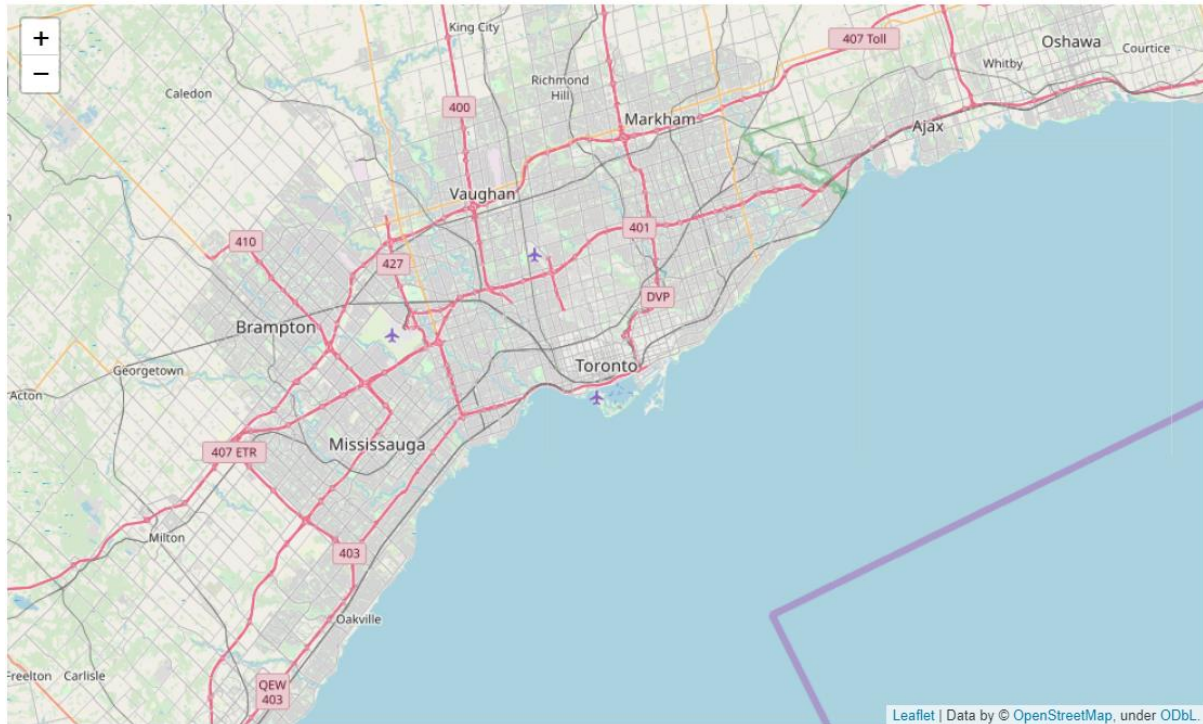 +
−
King City
407 Toll
Oshawa
Courtice
Whitby
Richmond
Hill
Caledon
400
Markham
Ajax
Vaughan
401
410
427
DVP
Brampton
Toronto
Georgetown
Acton
Mississauga
407 ETR
Milton
403
Oakville
Freelton
Carlisle
QEW
403
Leaflet | Data by © OpenStreetMap, under ODbL.